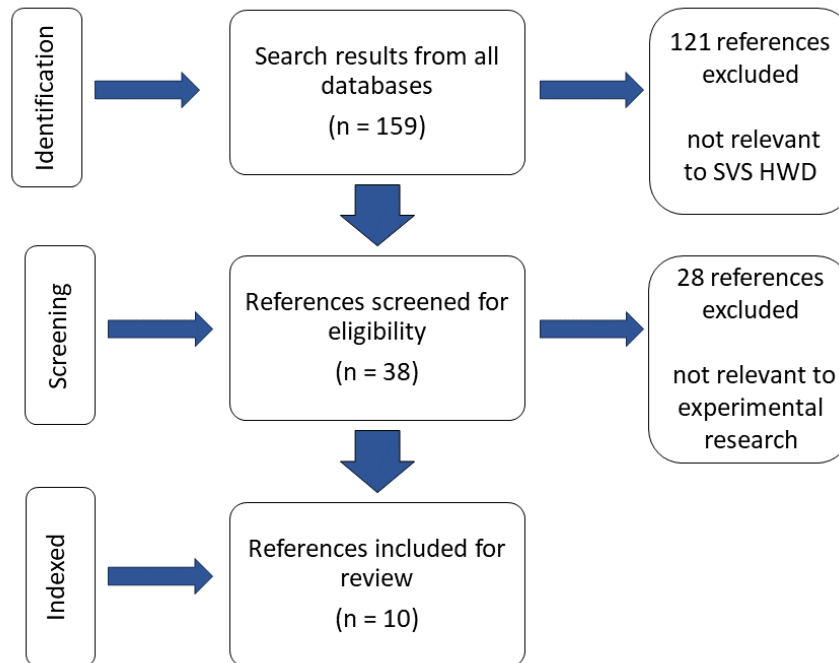 Identification
Search results from all
databases
(n = 159)
121 references
excluded
not relevant
to SVS HWD
Screening
References screened for
eligibility
(n = 38)
28 references
excluded
not relevant to
experimental
research
Indexed
References included for
review
(n = 10)